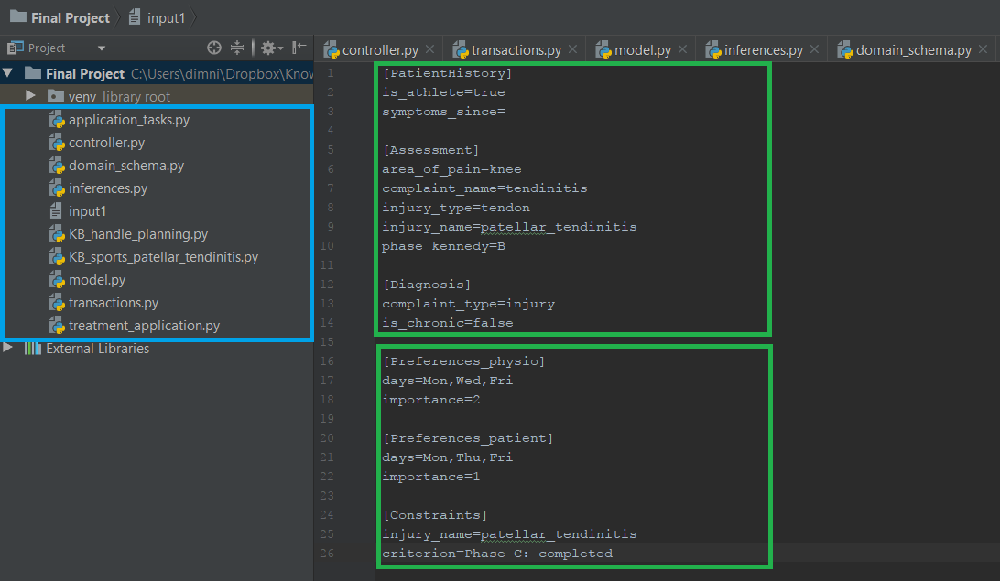 Final Project
input1
Project
controller.py
transactions.py
model.py
inferences.py
domain_schema.py
Final Project C:\Users\dimni\Dropbox\Know
venv library root
application_tasks.py
controller.py
domain_schema.py
inferences.py
input1
KB_handle_planning.py
KB_sports_patellar_tendinitis.py
model.py
transactions.py
treatment_application.py
External Libraries
1 [PatientHistory]
2 is_athlete=true
3 symptoms_since=
4
5 [Assessment]
6 area_of_pain=knee
7 complaint_name=tendinitis
8 injury_type=tendon
9 injury_name=patellar_tendinitis
10 phase_kennedy=B
11
12 [Diagnosis]
13 complaint_type=injury
14 is_chronic=false
15
16 [Preferences_physio]
17 days=Mon,Wed,Fri
18 importance=2
19
20 [Preferences_patient]
21 days=Mon,Thu,Fri
22 importance=1
23
24 [Constraints]
25 injury_name=patellar_tendinitis
26 criterion=Phase C: completed